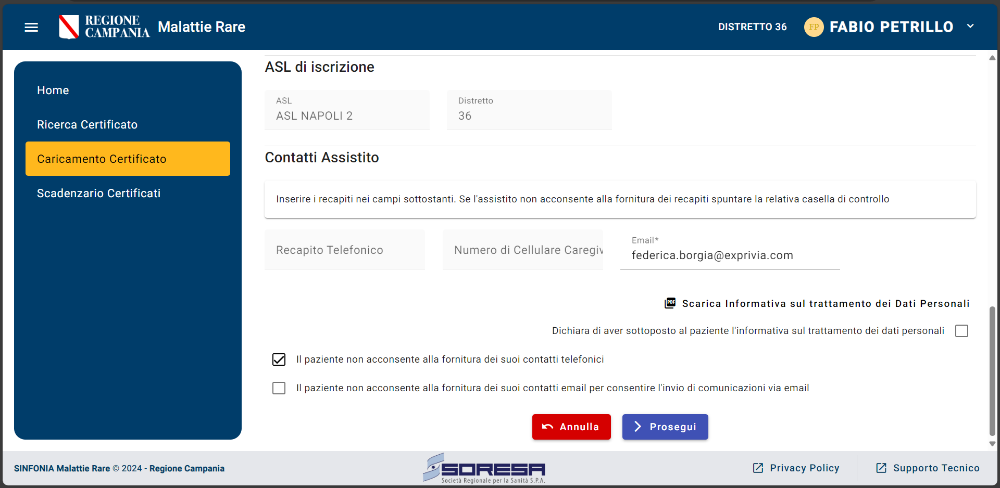 REGIONE
CAMPANIA
Malattie Rare
DISTRETTO 36
FP
FABIO PETRILLO
Home
Ricerca Certificato
Caricamento Certificato
Scadenzario Certificati
ASL di iscrizione
ASL
ASL NAPOLI 2
Distretto
36
Contatti Assistito
Inserire i recapiti nei campi sottostanti. Se l'assistito non acconsente alla fornitura dei recapiti spuntare la relativa casella di controllo
Recapito Telefonico
Numero di Cellulare Caregiv
Email*
federica.borgia@exprivia.com
PDF
Scarica Informativa sul trattamento dei Dati Personali
Dichiara di aver sottoposto al paziente l'informativa sul trattamento dei dati personali
Il paziente non acconsente alla fornitura dei suoi contatti telefonici
Il paziente non acconsente alla fornitura dei suoi contatti email per consentire l'invio di comunicazioni via email
Annulla
Prosegui
SINFONIA Malattie Rare © 2024 - Regione Campania
SORESA
Società Regionale per la Sanità S.P.A.
Privacy Policy
Supporto Tecnico